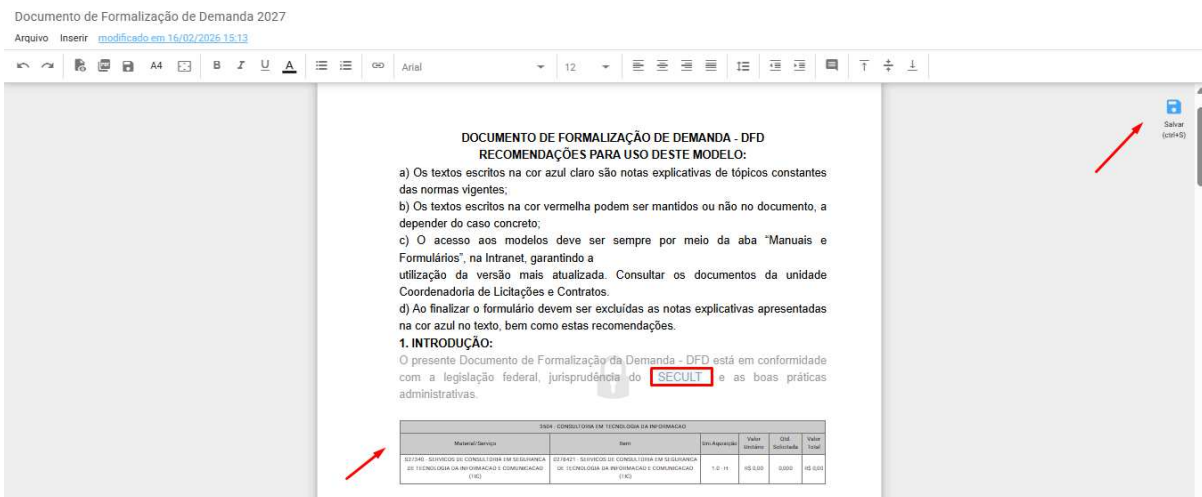 Documento de Formalização de Demanda 2027
Arquivo Inserir modificado em 16/02/2026 15:13
A4 B I U A Arial 12
Salvar
(ctrl+S)
DOCUMENTO DE FORMALIZAÇÃO DE DEMANDA - DFD
RECOMENDAÇÕES PARA USO DESTE MODELO:
a) Os textos escritos na cor azul claro são notas explicativas de tópicos constantes
das normas vigentes;
b) Os textos escritos na cor vermelha podem ser mantidos ou não no documento, a
depender do caso concreto;
c) O acesso aos modelos deve ser sempre por meio da aba “Manuais e
Formulários”, na Intranet, garantindo a
utilização da versão mais atualizada. Consultar os documentos da unidade
Coordenadoria de Licitações e Contratos.
d) Ao finalizar o formulário devem ser excluídas as notas explicativas apresentadas
na cor azul no texto, bem como estas recomendações.
1. INTRODUÇÃO:
O presente Documento de Formalização da Demanda - DFD está em conformidade
com a legislação federal, jurisprudência do SECULT e as boas práticas
administrativas.
CONSULTORIA EM TECNOLOGIA DA INFORMACAO
Material/Serviço Item Um.Aquisição Valor Unitário Qtd. Solicitada Valor Total
SERVICOS DE CONSULTORIA EM SEGURANCA SERVICOS DE CONSULTORIA EM SEGURANCA
DE TECNOLOGIA DA INFORMACAO E COMUNICACAO DE TECNOLOGIA DA INFORMACAO E COMUNICACAO R$ 0,00 0,000 R$ 0,00
(TIC) (TIC)